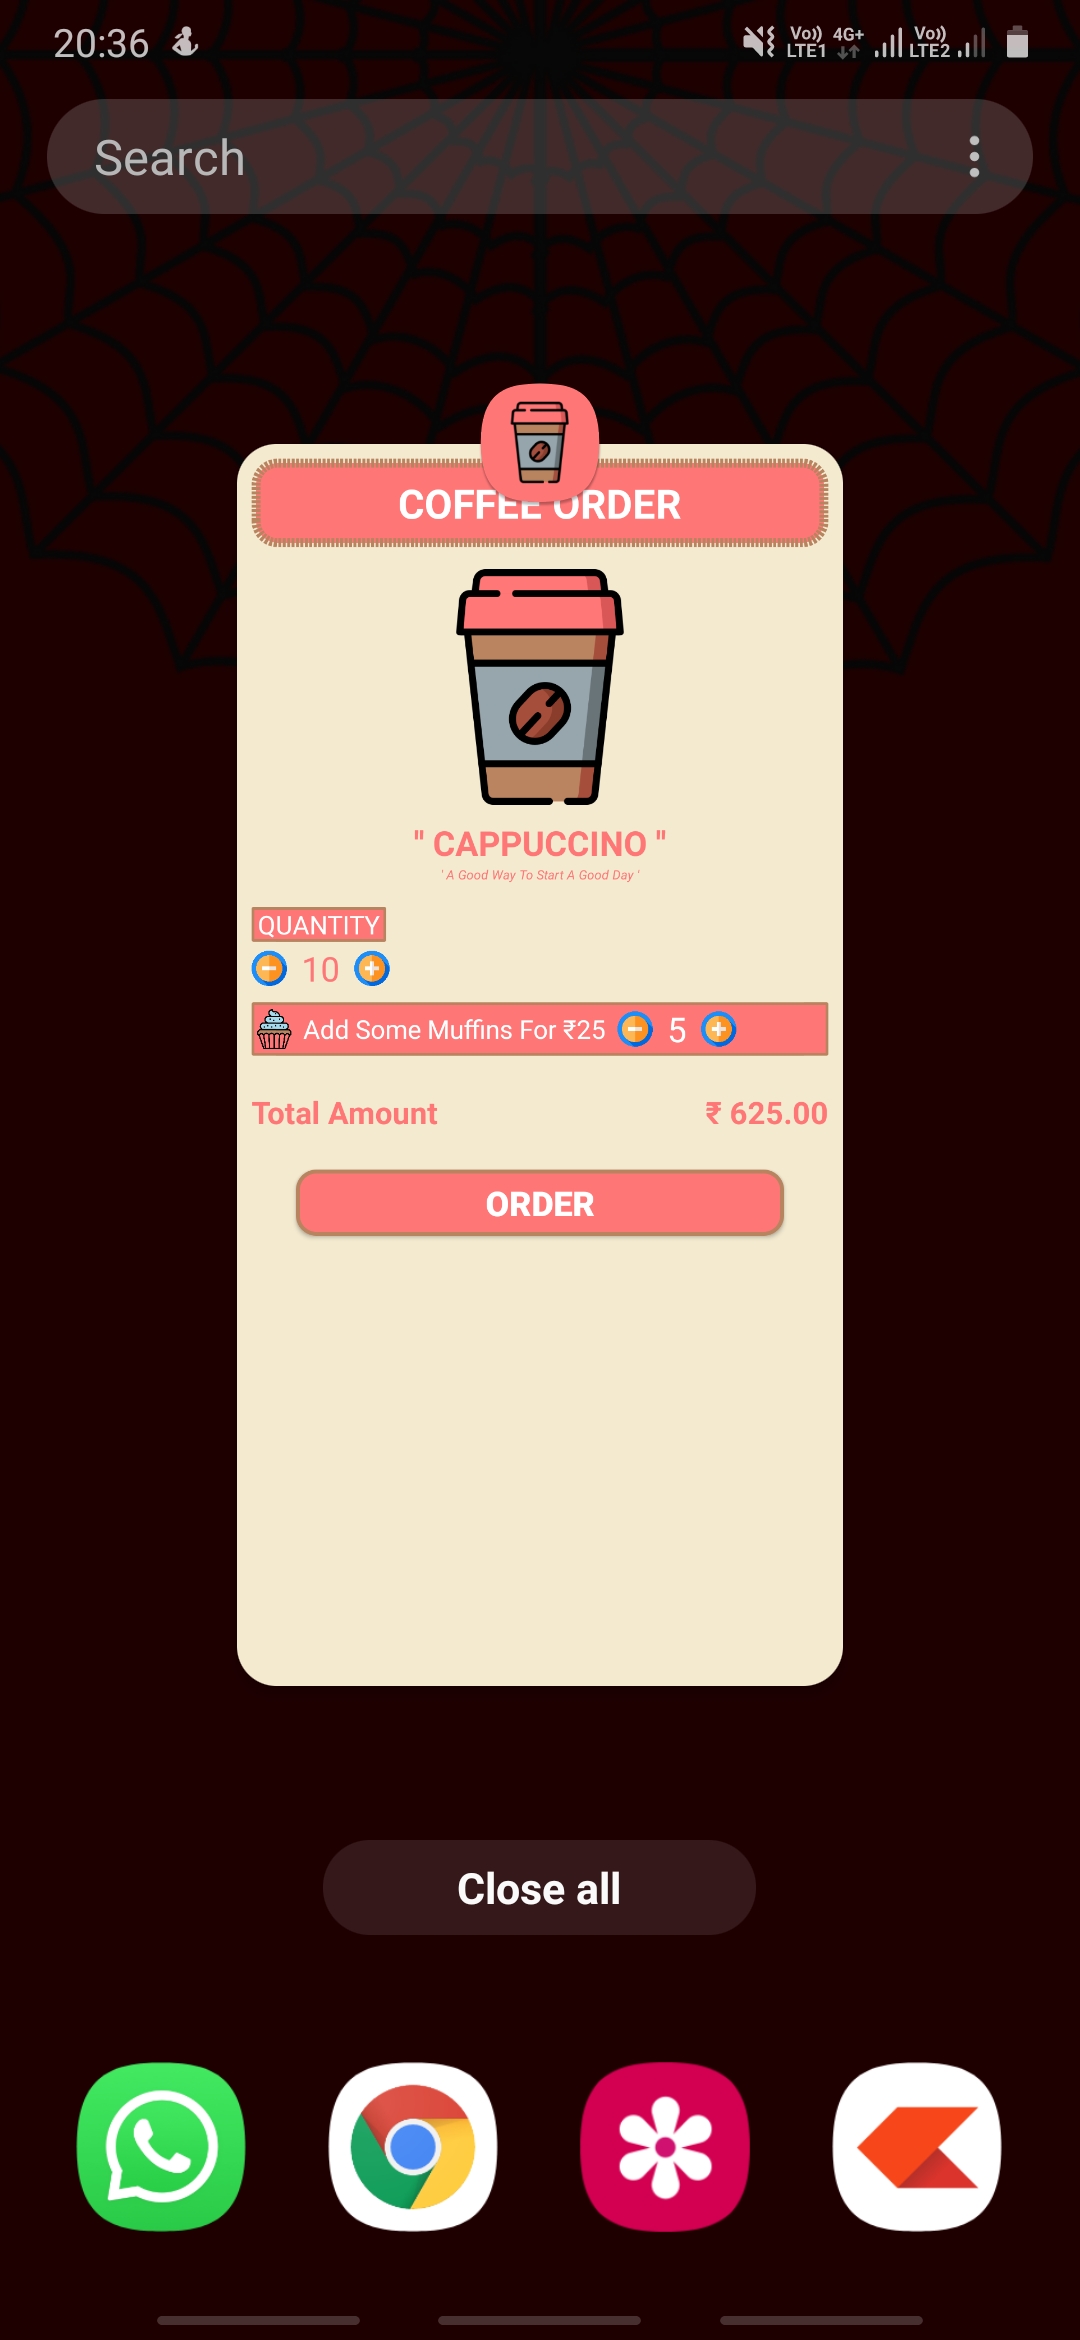 20:36
Vo)) LTE1 4G+ Vo)) LTE2
Search
COFFEE ORDER
" CAPPUCCINO "
' A Good Way To Start A Good Day '
QUANTITY
10
Add Some Muffins For ₹25 5
Total Amount ₹ 625.00
ORDER
Close all